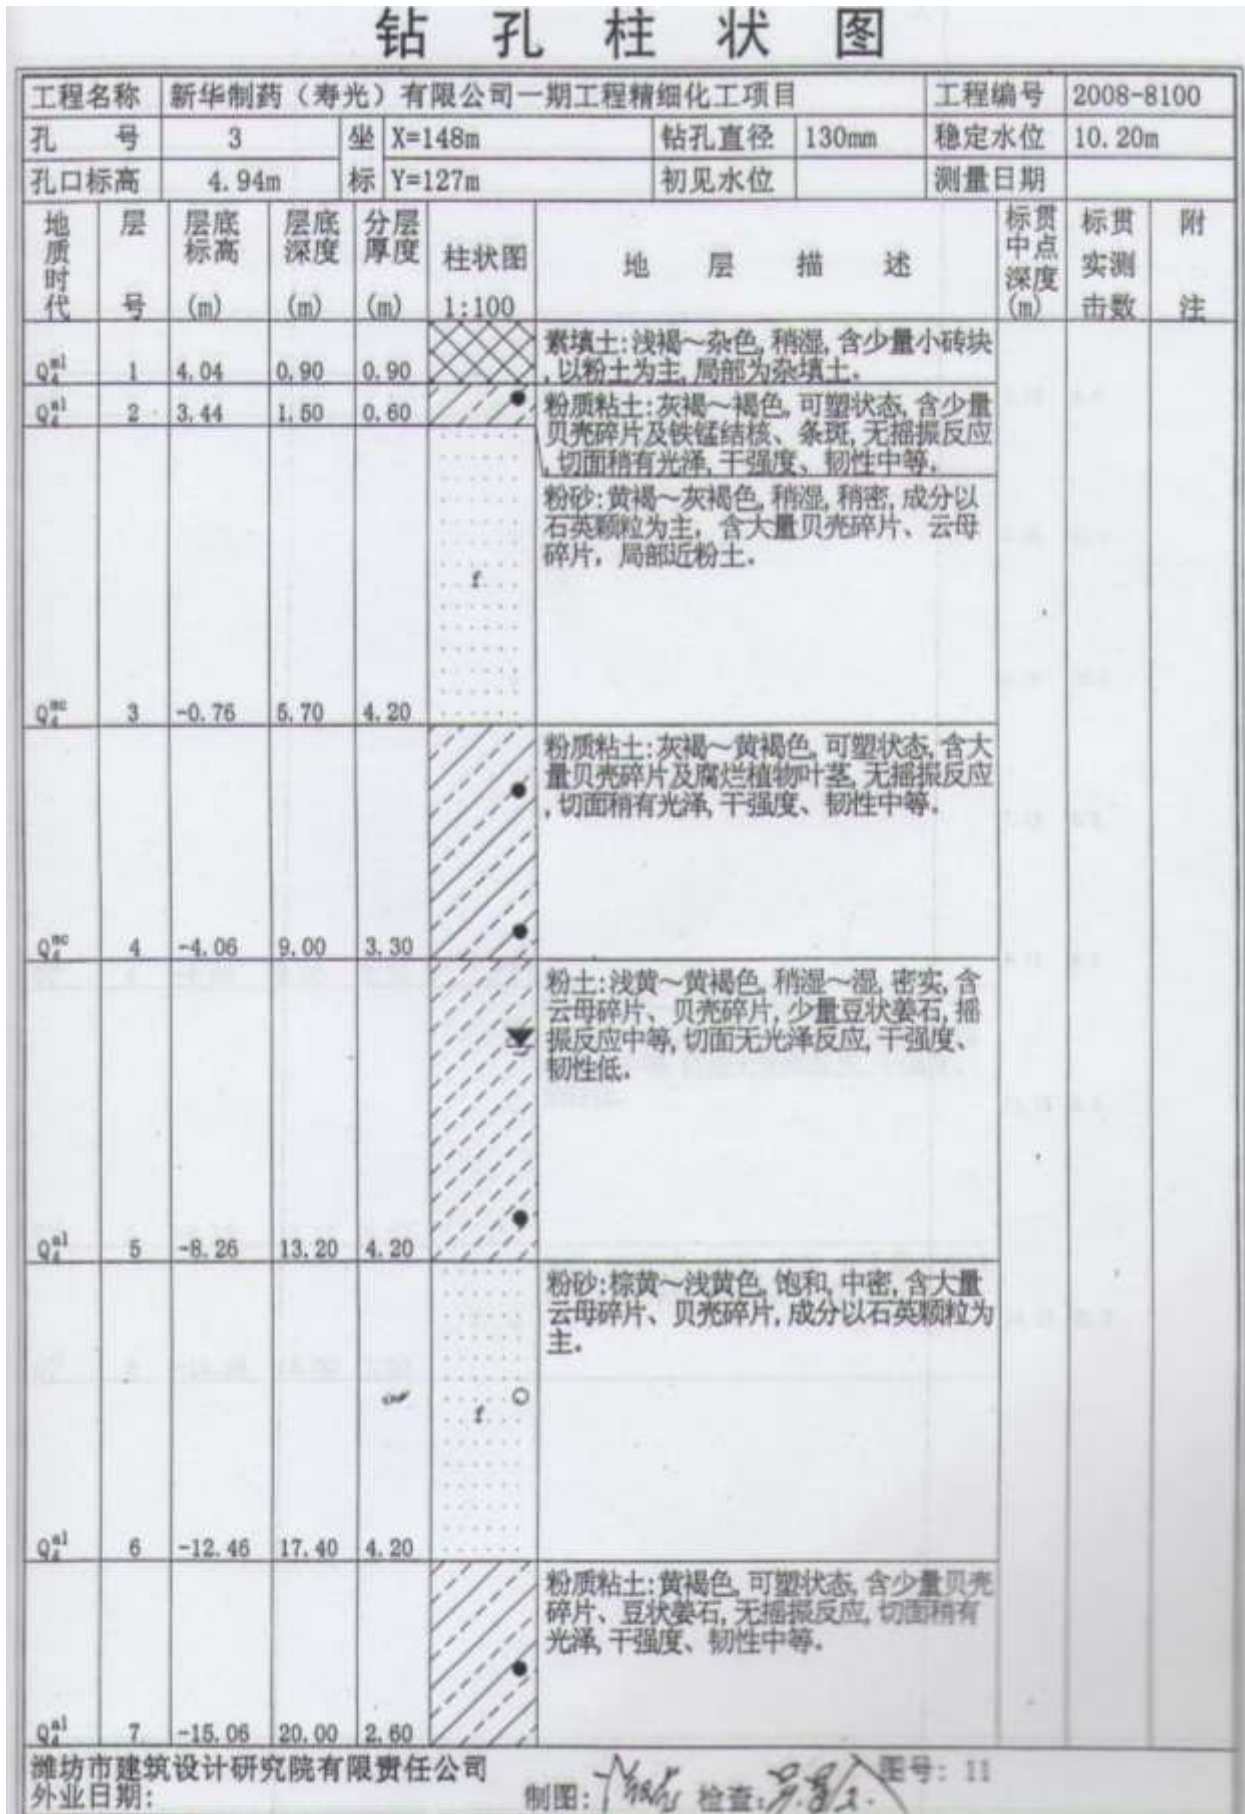 钻 孔 柱 状 图
工程名称 新华制药（寿光）有限公司一期工程精细化工项目 工程编号 2008-8100
孔 号 3 坐 X=148m 钻孔直径 130mm 稳定水位 10.20m
孔口标高 4.94m 标 Y=127m 初见水位 测量日期
地质时代 层号 层底标高(m) 层底深度(m) 分层厚度(m) 柱状图1:100 地 层 描 述 标贯中点深度(m) 标贯实测击数 附注
素填土:浅褐～杂色,稍湿,含少量小砖块
,以粉土为主,局部为杂填土.
Q₄ᵐˡ 1 4.04 0.90 0.90
粉质粘土:灰褐～褐色,可塑状态,含少量
贝壳碎片及铁锰结核、条斑,无摇振反应
,切面稍有光泽,干强度、韧性中等.
Q₄ᵃˡ 2 3.44 1.50 0.60
粉砂:黄褐～灰褐色,稍湿,稍密,成分以
石英颗粒为主，含大量贝壳碎片、云母
碎片，局部近粉土.
f
Q₄ᵐᶜ 3 -0.76 5.70 4.20
粉质粘土:灰褐～黄褐色,可塑状态,含大
量贝壳碎片及腐烂植物叶茎,无摇振反应
,切面稍有光泽,干强度、韧性中等.
Q₄ᵐᶜ 4 -4.06 9.00 3.30
粉土:浅黄～黄褐色,稍湿～湿,密实,含
云母碎片、贝壳碎片,少量豆状姜石,摇
振反应中等,切面无光泽反应,干强度、
韧性低.
Q₄ᵃˡ 5 -8.26 13.20 4.20
粉砂:棕黄～浅黄色,饱和,中密,含大量
云母碎片、贝壳碎片,成分以石英颗粒为
主.
f
Q₄ᵃˡ 6 -12.46 17.40 4.20
粉质粘土:黄褐色,可塑状态,含少量贝壳
碎片、豆状姜石,无摇振反应,切面稍有
光泽,干强度、韧性中等.
Q₄ᵃˡ 7 -15.06 20.00 2.60
潍坊市建筑设计研究院有限责任公司 图号: 11
外业日期: 制图: 检查: